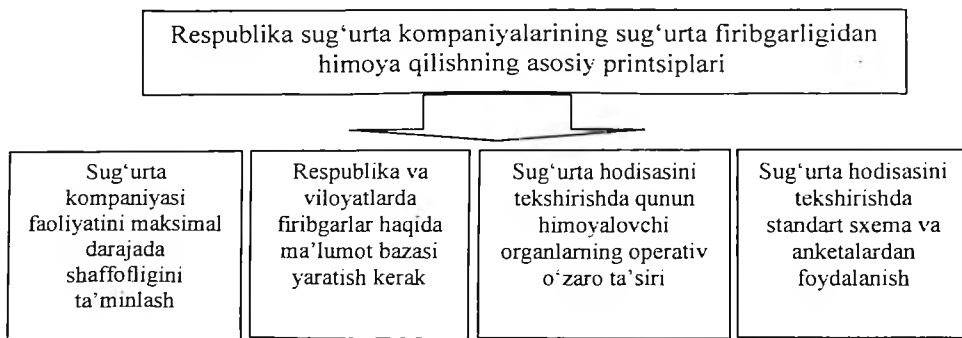 Respublika sug‘urta kompaniyalarining sug‘urta firibgarligidan
himoya qilishning asosiy printsiplari
Sug‘urta
kompaniyasi
faoliyatini maksimal
darajada
shaffofligini
ta’minlash
Respublika va
viloyatlarda
firibgarlar haqida
ma’lumot bazasi
yaratish kerak
Sug‘urta hodisasini
tekshirishda qunun
himoyalovchi
organlarning operativ
o‘zaro ta’siri
Sug‘urta hodisasini
tekshirishda
standart sxema va
anketalardan
foydalanish